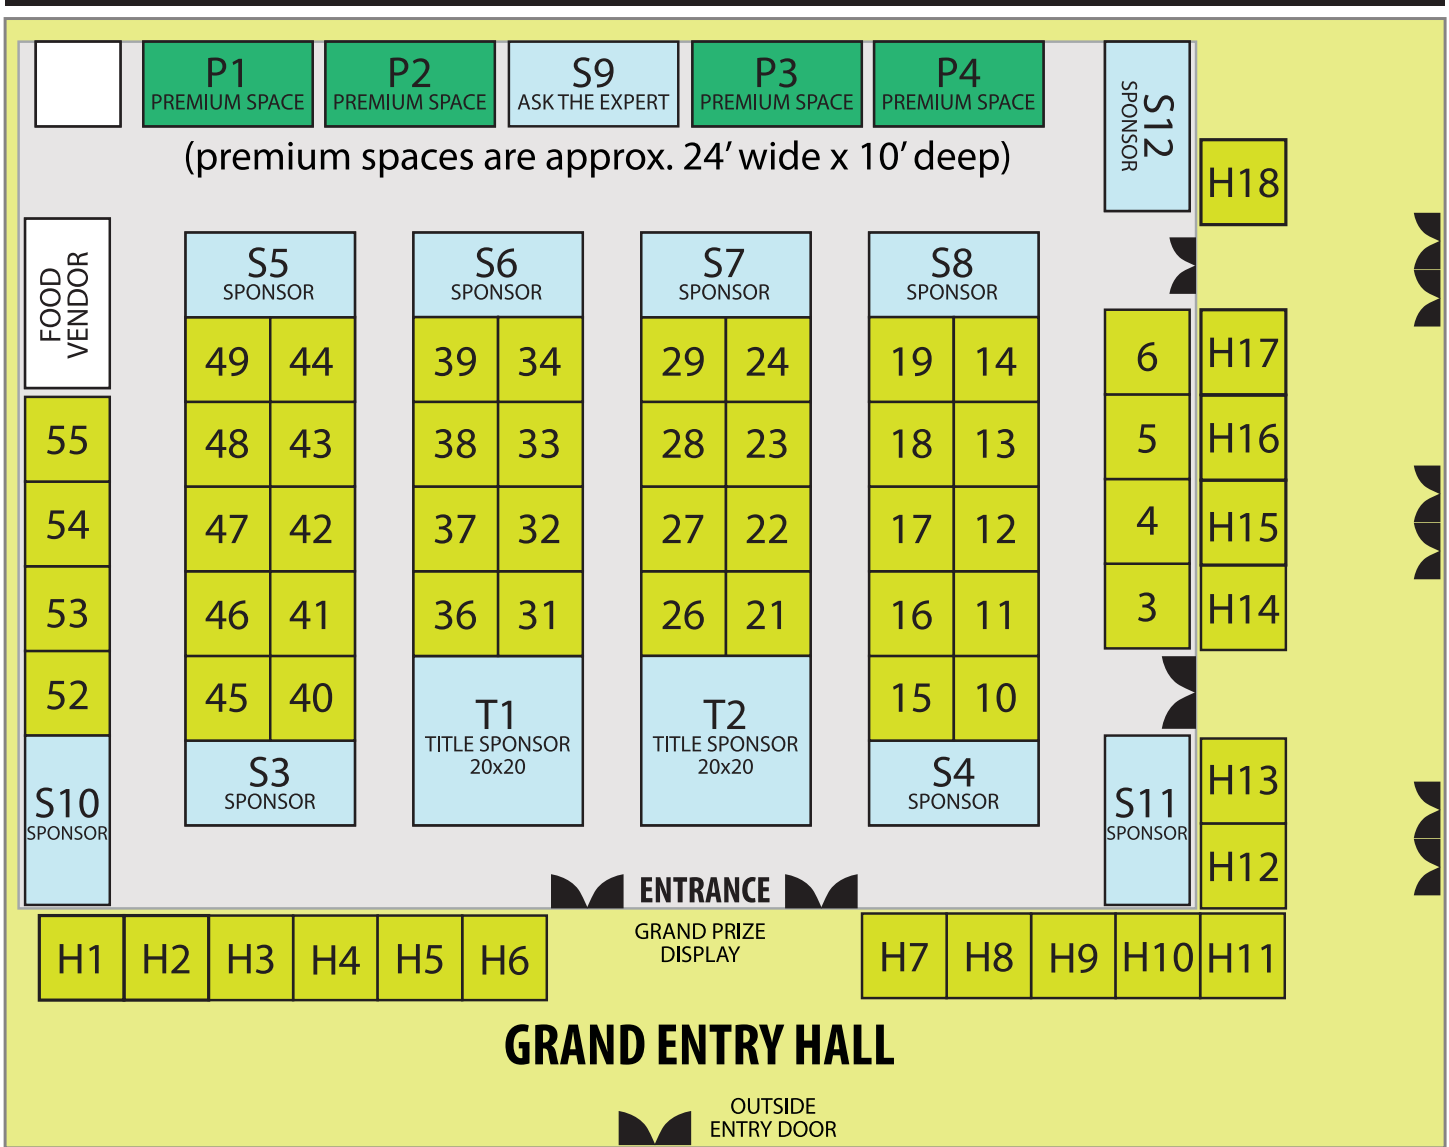 P1
PREMIUM SPACE
P2
PREMIUM SPACE
S9
ASK THE EXPERT
P3
PREMIUM SPACE
P4
PREMIUM SPACE
S12
SPONSOR
(premium spaces are approx. 24' wide x 10' deep)
H18
FOOD
VENDOR
S5
SPONSOR
S6
SPONSOR
S7
SPONSOR
S8
SPONSOR
49 44 39 34 29 24 19 14 6 H17
55 48 43 38 33 28 23 18 13 5 H16
54 47 42 37 32 27 22 17 12 4 H15
53 46 41 36 31 26 21 16 11 3 H14
52 45 40
T1
TITLE SPONSOR
20x20
T2
TITLE SPONSOR
20x20
15 10
S10
SPONSOR
S3
SPONSOR
S4
SPONSOR
S11
SPONSOR
H13
H12
ENTRANCE
GRAND PRIZE
DISPLAY
H1 H2 H3 H4 H5 H6 H7 H8 H9 H10 H11
GRAND ENTRY HALL
OUTSIDE
ENTRY DOOR